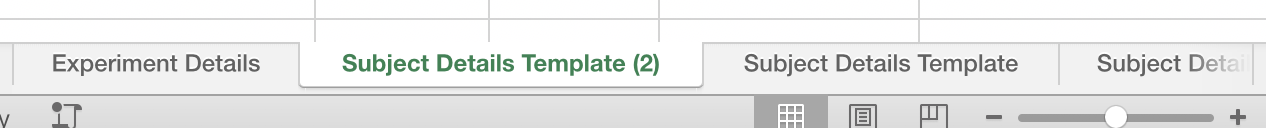 Experiment Details
Subject Details Template (2)
Subject Details Template
Subject Detai